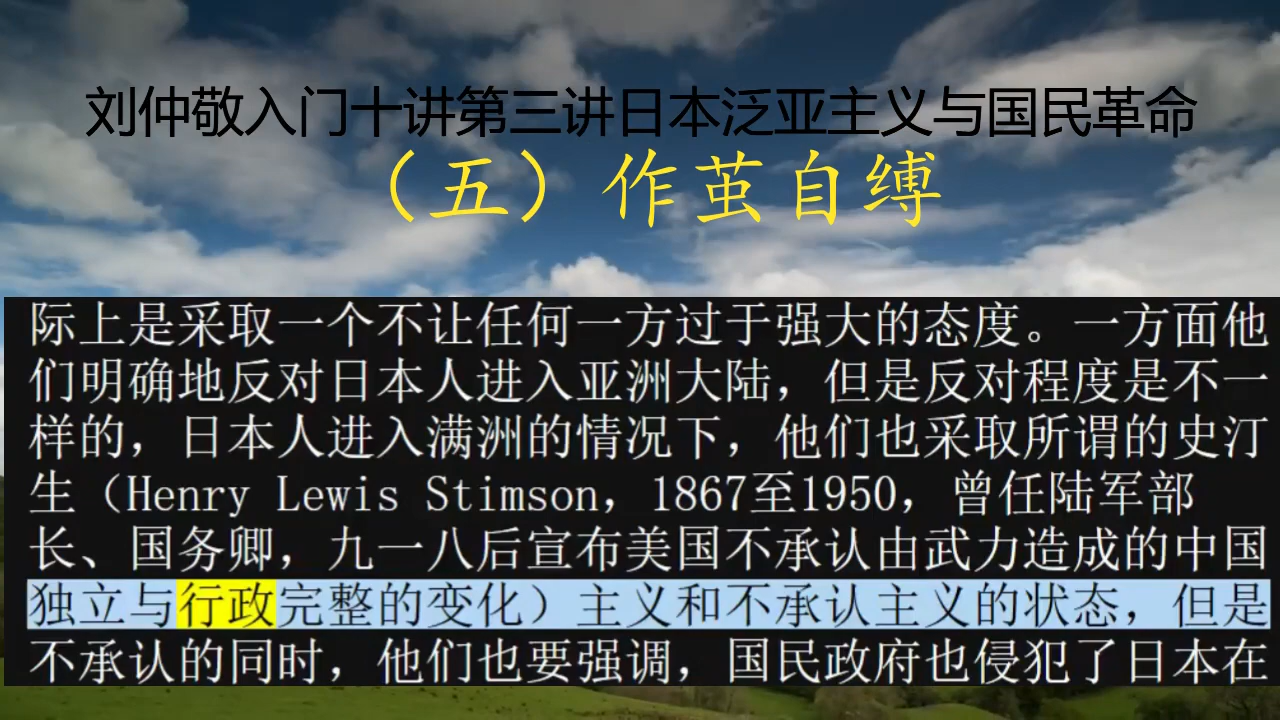 刘仲敬入门十讲第三讲日本泛亚主义与国民革命
（五）作茧自缚
际上是采取一个不让任何一方过于强大的态度。一方面他
们明确地反对日本人进入亚洲大陆，但是反对程度是不一
样的，日本人进入满洲的情况下，他们也采取所谓的史汀
生（Henry Lewis Stimson，1867至1950，曾任陆军部
长、国务卿，九一八后宣布美国不承认由武力造成的中国
独立与行政完整的变化）主义和不承认主义的状态，但是
不承认的同时，他们也要强调，国民政府也侵犯了日本在